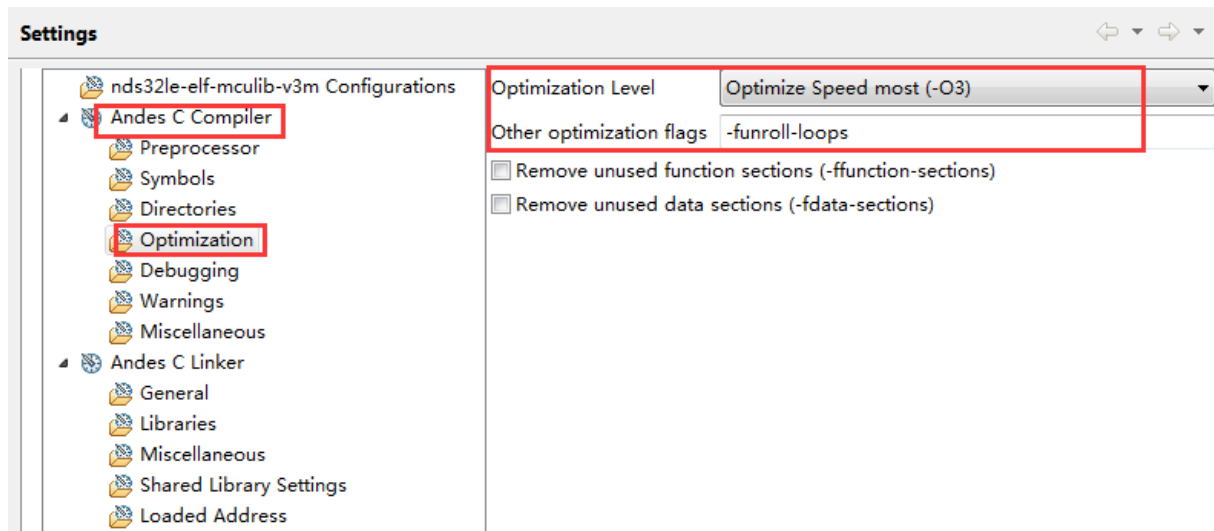 Settings
nds32le-elf-mculib-v3m Configurations
Andes C Compiler
Preprocessor
Symbols
Directories
Optimization
Debugging
Warnings
Miscellaneous
Andes C Linker
General
Libraries
Miscellaneous
Shared Library Settings
Loaded Address
Optimization Level Optimize Speed most (-O3)
Other optimization flags -funroll-loops
Remove unused function sections (-ffunction-sections)
Remove unused data sections (-fdata-sections)